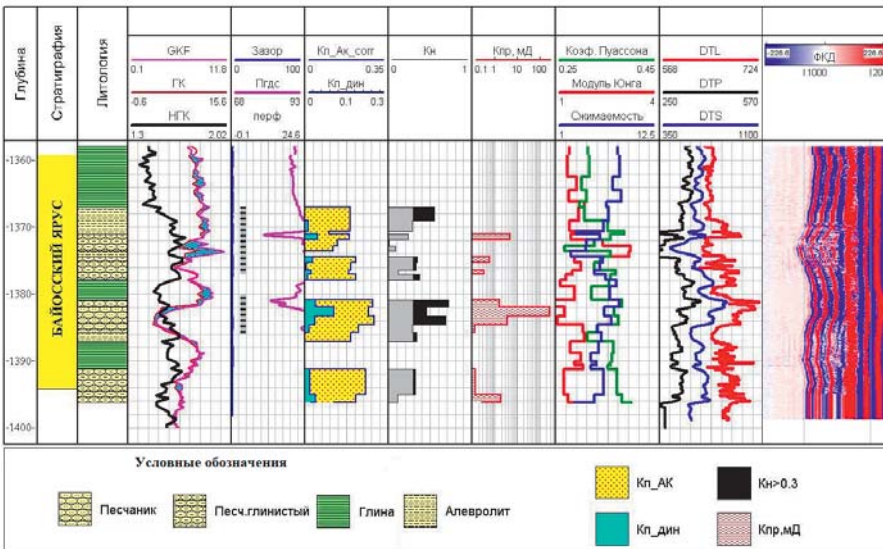 Глубина
Стратиграфия
Литология
GKF
0.1 11.8
ГК
-0.6 15.6
НГК
1.3 2.02
Зазор
0 100
Пгдс
68 93
перф
-0.1 24.6
Кп_Ак_corr
0 0.35
Кп_дин
0 0.1 0.3
Кн
0 1
Кпр, мД
0.1 1 10 100
Коэф. Пуассона
0.25 0.45
Модуль Юнга
1 4
Сжимаемость
1 12.5
DTL
568 724
DTP
250 570
DTS
350 1100
-226.6 226.6
ФКД
11000 120
-1360
-1370
-1380
-1390
-1400
БАЙОССКИЙ ЯРУС
Условные обозначения
Песчаник
Песч.глинистый
Глина
Алевролит
Кп_АК
Кп_дин
Кн>0.3
Кпр,мД